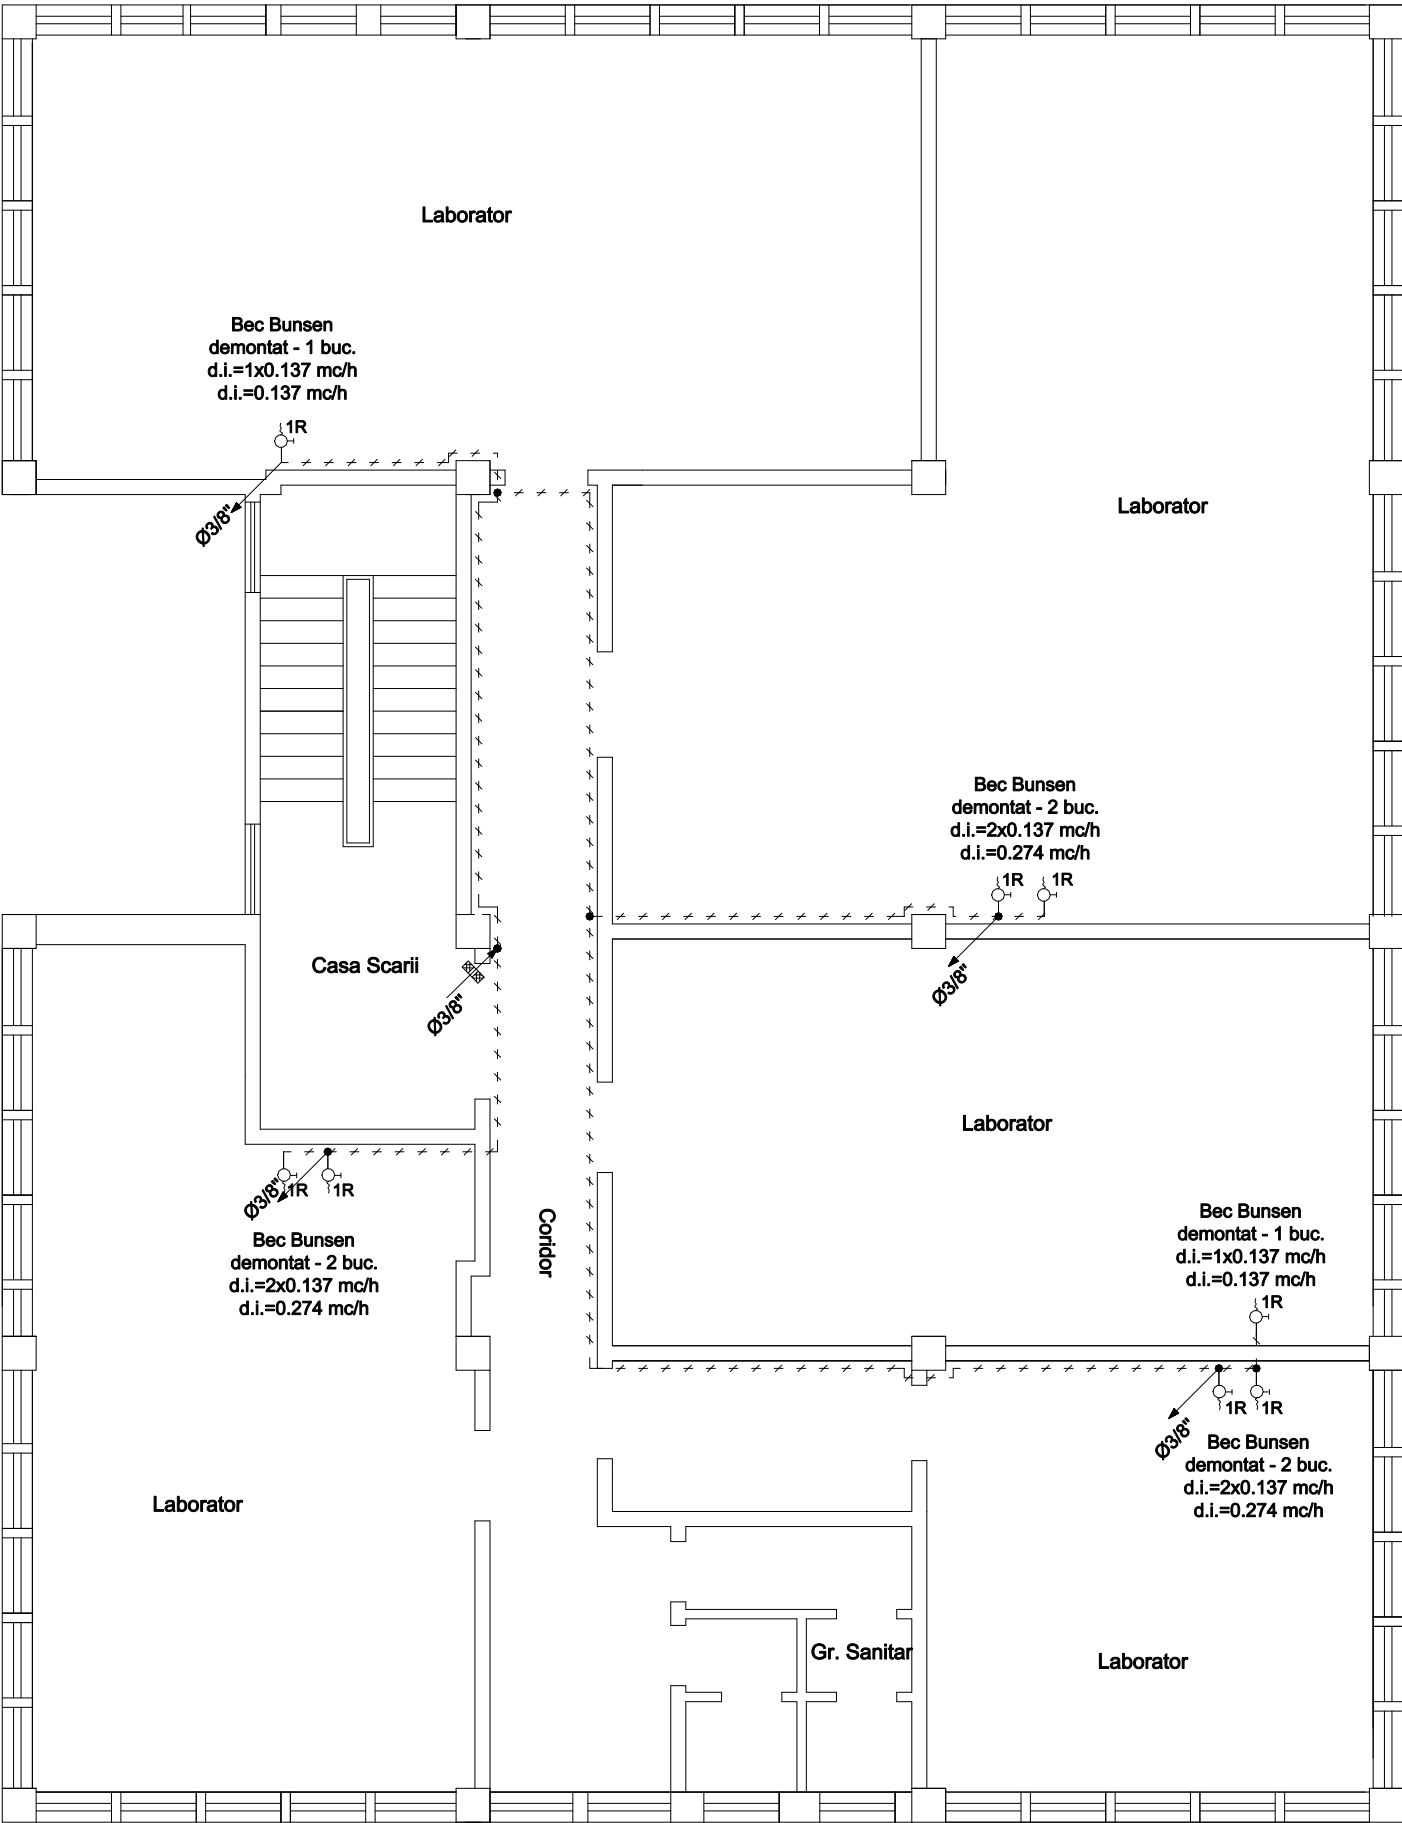 Laborator
Bec Bunsen
demontat - 1 buc.
d.i.=1x0.137 mc/h
d.i.=0.137 mc/h
1R
Ø3/8"
Laborator
Bec Bunsen
demontat - 2 buc.
d.i.=2x0.137 mc/h
d.i.=0.274 mc/h
1R 1R
Ø3/8"
Casa Scarii
Ø3/8"
Laborator
1R 1R
Ø3/8"
Bec Bunsen
demontat - 2 buc.
d.i.=2x0.137 mc/h
d.i.=0.274 mc/h
Coridor
Bec Bunsen
demontat - 1 buc.
d.i.=1x0.137 mc/h
d.i.=0.137 mc/h
1R
1R 1R
Ø3/8"
Bec Bunsen
demontat - 2 buc.
d.i.=2x0.137 mc/h
d.i.=0.274 mc/h
Laborator
Gr. Sanitar
Laborator